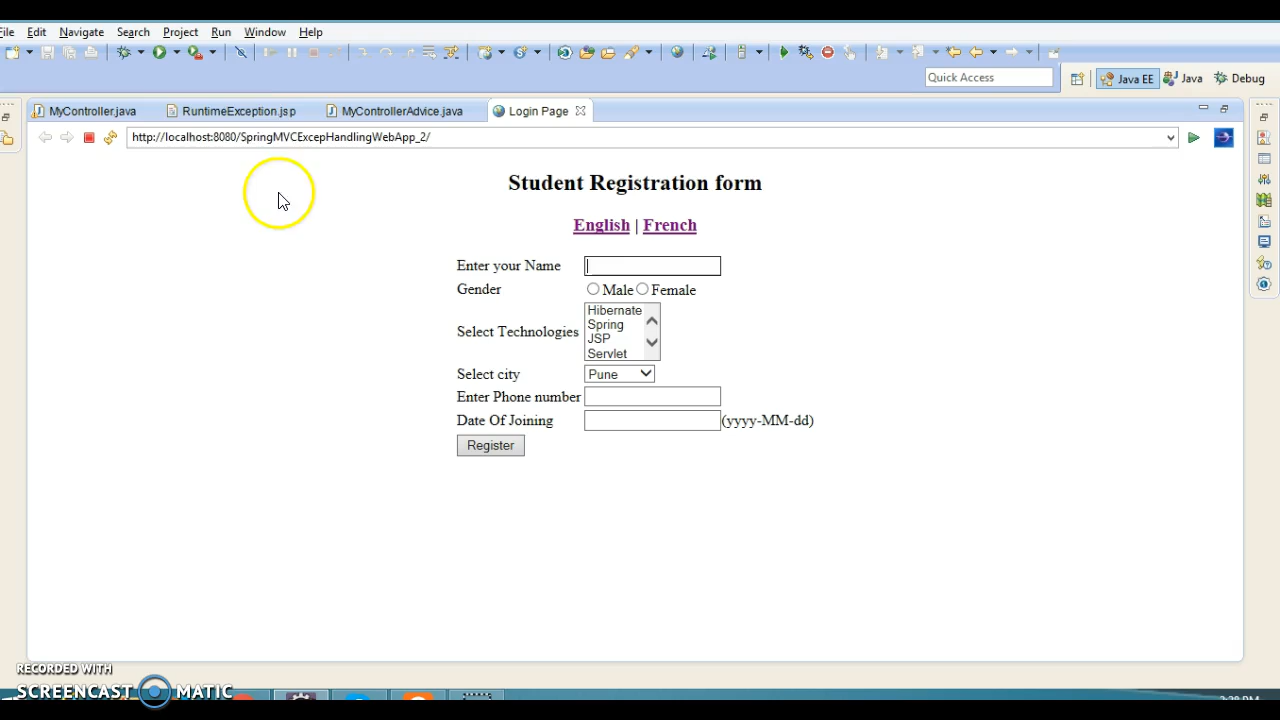 File Edit Navigate Search Project Run Window Help
Quick Access Java EE Java Debug
MyController.java RuntimeException.jsp MyControllerAdvice.java Login Page
http://localhost:8080/SpringMVCExcepHandlingWebApp_2/
Student Registration form
English | French
Enter your Name
Gender Male Female
Select Technologies Hibernate
Spring
JSP
Servlet
Select city Pune
Enter Phone number
Date Of Joining (yyyy-MM-dd)
Register
RECORDED WITH
SCREENCAST MATIC